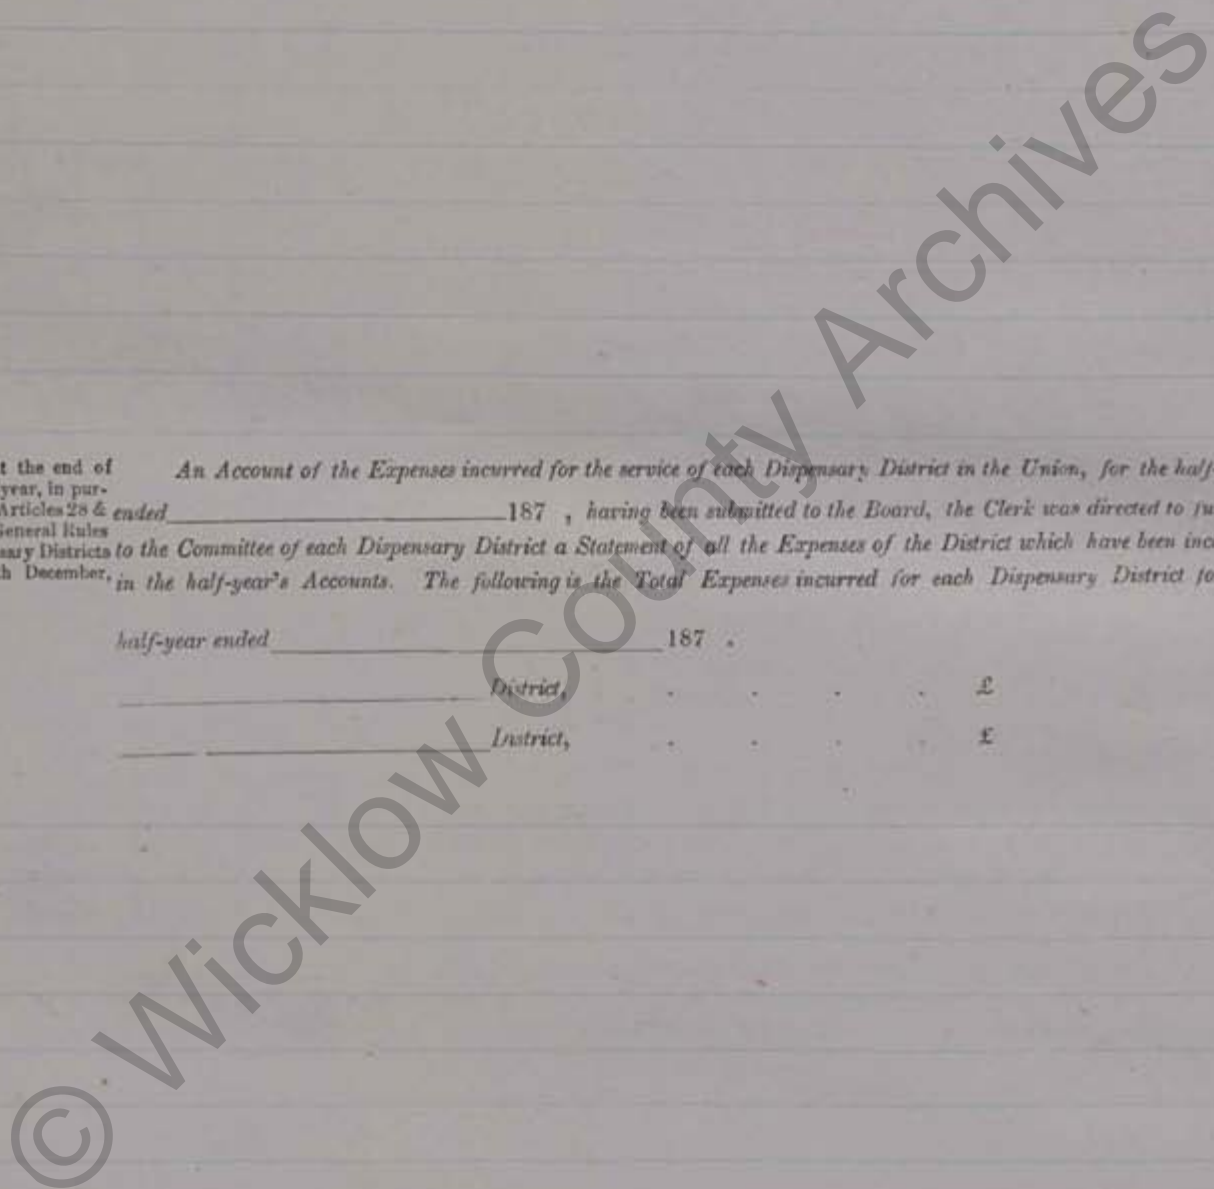 t the end of
year, in pur-
Articles 28 &
General Rules
sary Districts
h December,
An Account of the Expenses incurred for the service of each Dispensary District in the Union, for the half-
ended 187 , having been submitted to the Board, the Clerk was directed to fu
to the Committee of each Dispensary District a Statement of all the Expenses of the District which have been inc
in the half-year's Accounts. The following is the Total Expenses incurred for each Dispensary District fo
half-year ended 187 .
District, . . . . £
District, . . . . £
© Wicklow County Archives